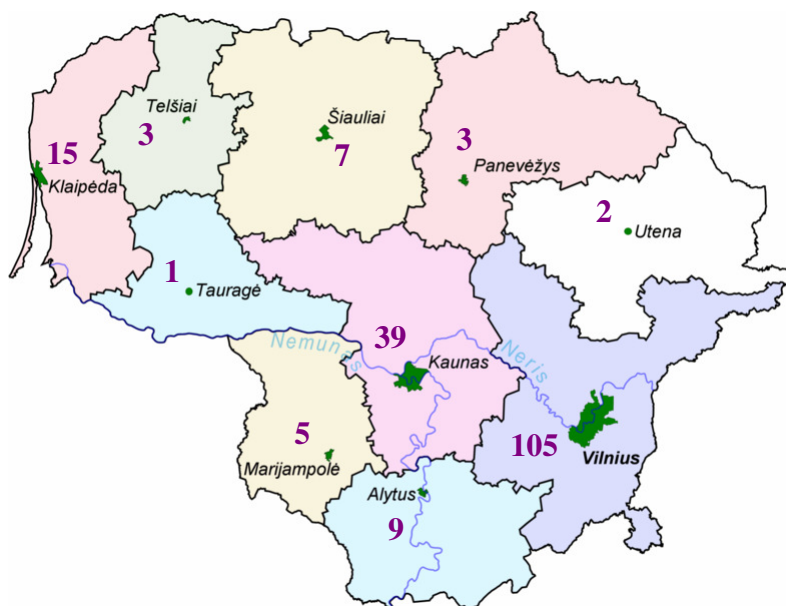 Telšiai
3
Šiauliai
7
15
Klaipėda
3
Panevėžys
2
Utena
1
Tauragė
Nemunas
39
Kaunas
Neris
5
Marijampolė
105
Vilnius
Alytus
9